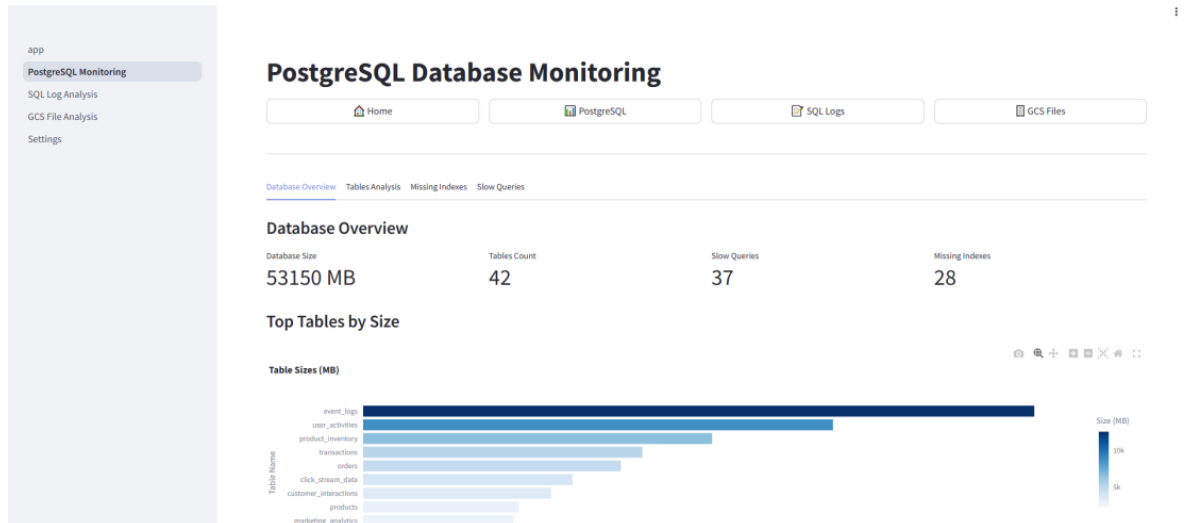 app
PostgreSQL Monitoring
SQL Log Analysis
GCS File Analysis
Settings
PostgreSQL Database Monitoring
Home PostgreSQL SQL Logs GCS Files
Database Overview Tables Analysis Missing Indexes Slow Queries
Database Overview
Database Size Tables Count Slow Queries Missing Indexes
53150 MB 42 37 28
Top Tables by Size
Table Sizes (MB)
Table Name
event_logs
user_activities
product_inventory
transactions
orders
click_stream_data
customer_interactions
products
marketing_analytics
Size (MB)
10k
5k